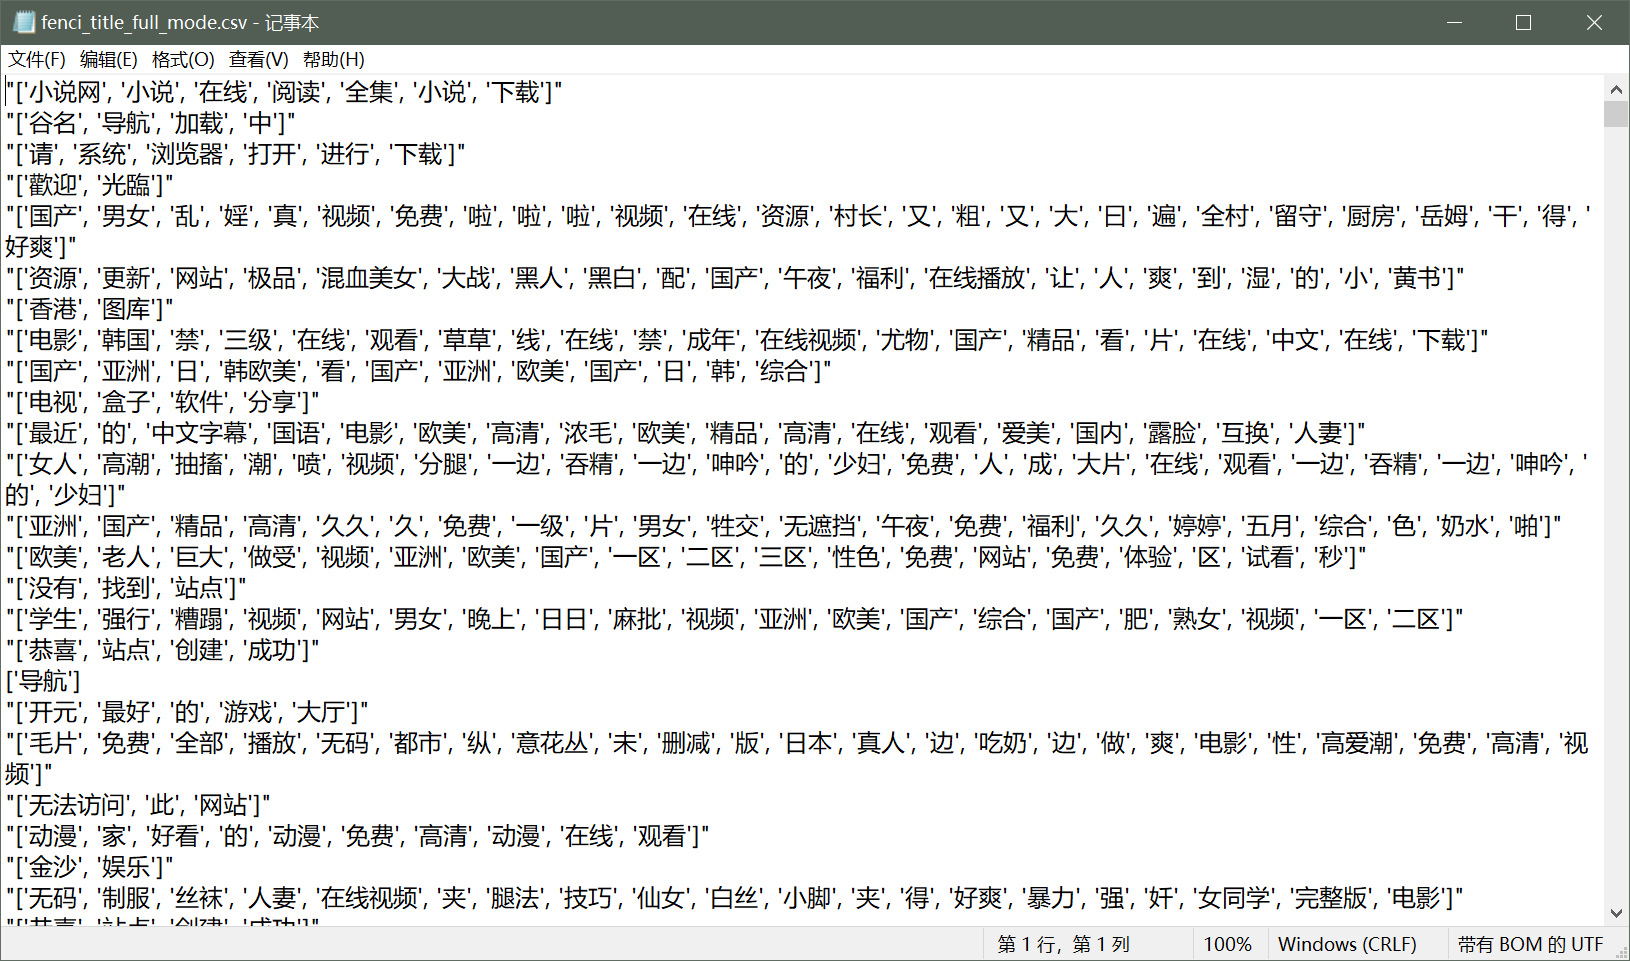 fenci_title_full_mode.csv - 记事本
文件(F) 编辑(E) 格式(O) 查看(V) 帮助(H)
"['小说网', '小说', '在线', '阅读', '全集', '小说', '下载']"
"['谷名', '导航', '加载', '中']"
"['请', '系统', '浏览器', '打开', '进行', '下载']"
"['歡迎', '光臨']"
"['国产', '男女', '乱', '婬', '真', '视频', '免费', '啦', '啦', '啦', '视频', '在线', '资源', '村长', '又', '粗', '又', '大', '曰', '遍', '全村', '留守', '厨房', '岳姆', '干', '得', '
好爽']"
"['资源', '更新', '网站', '极品', '混血美女', '大战', '黑人', '黑白', '配', '国产', '午夜', '福利', '在线播放', '让', '人', '爽', '到', '湿', '的', '小', '黄书']"
"['香港', '图库']"
"['电影', '韩国', '禁', '三级', '在线', '观看', '草草', '线', '在线', '禁', '成年', '在线视频', '尤物', '国产', '精品', '看', '片', '在线', '中文', '在线', '下载']"
"['国产', '亚洲', '日', '韩欧美', '看', '国产', '亚洲', '欧美', '国产', '日', '韩', '综合']"
"['电视', '盒子', '软件', '分享']"
"['最近', '的', '中文字幕', '国语', '电影', '欧美', '高清', '浓毛', '欧美', '精品', '高清', '在线', '观看', '爱美', '国内', '露脸', '互换', '人妻']"
"['女人', '高潮', '抽搐', '潮', '喷', '视频', '分腿', '一边', '吞精', '一边', '呻吟', '的', '少妇', '免费', '人', '成', '大片', '在线', '观看', '一边', '吞精', '一边', '呻吟', '
的', '少妇']"
"['亚洲', '国产', '精品', '高清', '久久', '久', '免费', '一级', '片', '男女', '牲交', '无遮挡', '午夜', '免费', '福利', '久久', '婷婷', '五月', '综合', '色', '奶水', '啪']"
"['欧美', '老人', '巨大', '做受', '视频', '亚洲', '欧美', '国产', '一区', '二区', '三区', '性色', '免费', '网站', '免费', '体验', '区', '试看', '秒']"
"['没有', '找到', '站点']"
"['学生', '强行', '糟蹋', '视频', '网站', '男女', '晚上', '日日', '麻批', '视频', '亚洲', '欧美', '国产', '综合', '国产', '肥', '熟女', '视频', '一区', '二区']"
"['恭喜', '站点', '创建', '成功']"
['导航']
"['开元', '最好', '的', '游戏', '大厅']"
"['毛片', '免费', '全部', '播放', '无码', '都市', '纵', '意花丛', '未', '删减', '版', '日本', '真人', '边', '吃奶', '边', '做', '爽', '电影', '性', '高爱潮', '免费', '高清', '视
频']"
"['无法访问', '此', '网站']"
"['动漫', '家', '好看', '的', '动漫', '免费', '高清', '动漫', '在线', '观看']"
"['金沙', '娱乐']"
"['无码', '制服', '丝袜', '人妻', '在线视频', '夹', '腿法', '技巧', '仙女', '白丝', '小脚', '夹', '得', '好爽', '暴力', '强', '奸', '女同学', '完整版', '电影']"
"['恭喜', '站点', '创建', '成功']"
第 1 行，第 1 列 100% Windows (CRLF) 带有 BOM 的 UTF